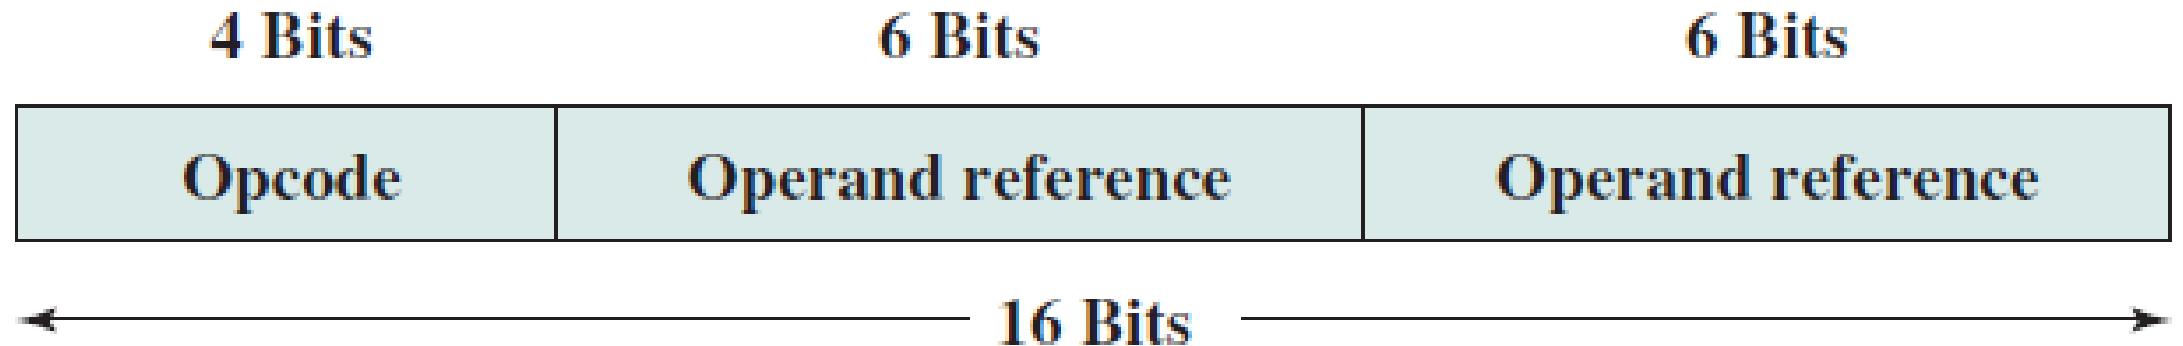 4 Bits 6 Bits 6 Bits
Opcode Operand reference Operand reference
16 Bits